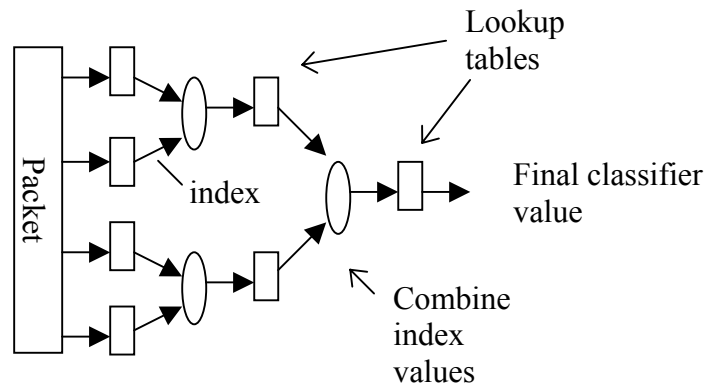 Lookup
tables
Packet
index
Final classifier
value
Combine
index
values